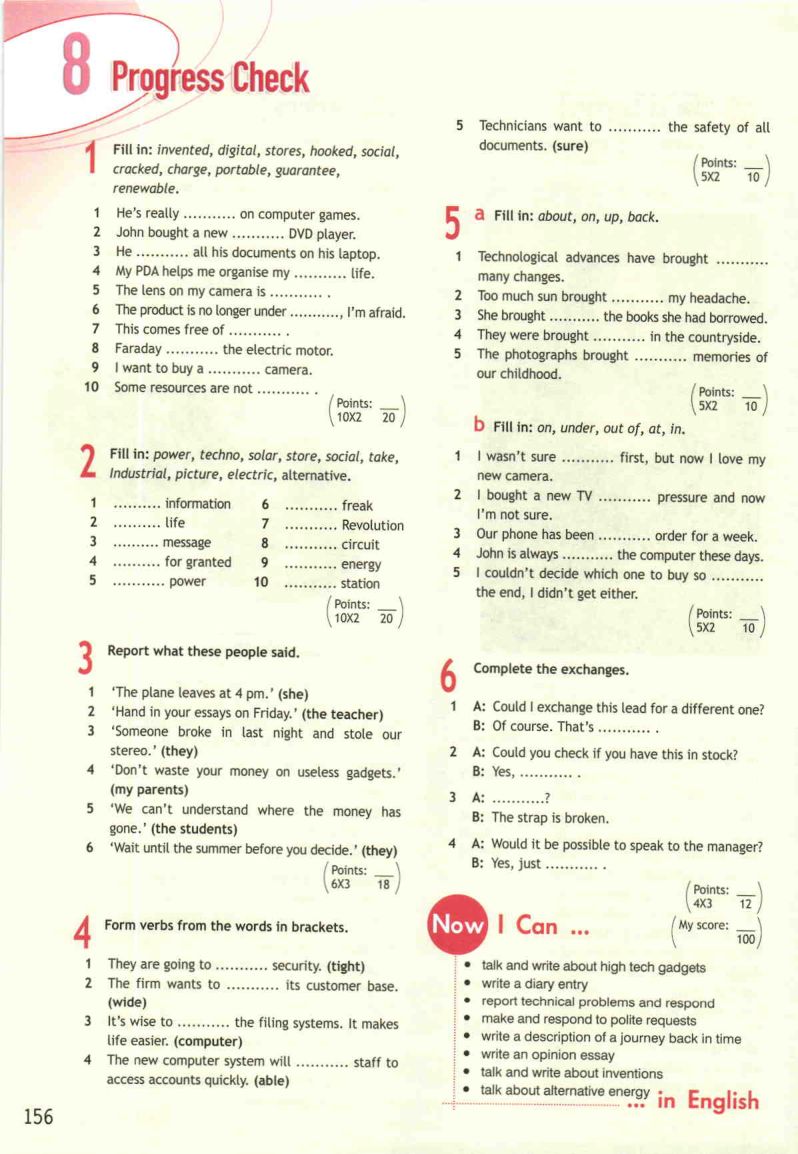 8 Progress Check
1 Fill in: invented, digital, stores, hooked, social,
cracked, charge, portable, guarantee,
renewable.
1 He's really ........... on computer games.
2 John bought a new ........... DVD player.
3 He ........... all his documents on his laptop.
4 My PDA helps me organise my ........... life.
5 The lens on my camera is ........... .
6 The product is no longer under ..........., I'm afraid.
7 This comes free of ........... .
8 Faraday ........... the electric motor.
9 I want to buy a ........... camera.
10 Some resources are not ........... .
(Points: __
10X2 20)
2 Fill in: power, techno, solar, store, social, take,
Industrial, picture, electric, alternative.
1 .......... information 6 ........... freak
2 .......... life 7 ........... Revolution
3 .......... message 8 ........... circuit
4 .......... for granted 9 ........... energy
5 ........... power 10 ........... station
(Points: __
10X2 20)
3 Report what these people said.
1 'The plane leaves at 4 pm.' (she)
2 'Hand in your essays on Friday.' (the teacher)
3 'Someone broke in last night and stole our
stereo.' (they)
4 'Don't waste your money on useless gadgets.'
(my parents)
5 'We can't understand where the money has
gone.' (the students)
6 'Wait until the summer before you decide.' (they)
(Points: __
6X3 18)
4 Form verbs from the words in brackets.
1 They are going to ........... security. (tight)
2 The firm wants to ........... its customer base.
(wide)
3 It's wise to ........... the filing systems. It makes
life easier. (computer)
4 The new computer system will ........... staff to
access accounts quickly. (able)
5 Technicians want to ........... the safety of all
documents. (sure)
(Points: __
5X2 10)
5 a Fill in: about, on, up, back.
1 Technological advances have brought ...........
many changes.
2 Too much sun brought ........... my headache.
3 She brought ........... the books she had borrowed.
4 They were brought ........... in the countryside.
5 The photographs brought ........... memories of
our childhood.
(Points: __
5X2 10)
b Fill in: on, under, out of, at, in.
1 I wasn't sure ........... first, but now I love my
new camera.
2 I bought a new TV ........... pressure and now
I'm not sure.
3 Our phone has been ........... order for a week.
4 John is always ........... the computer these days.
5 I couldn't decide which one to buy so ...........
the end, I didn't get either.
(Points: __
5X2 10)
6 Complete the exchanges.
1 A: Could I exchange this lead for a different one?
B: Of course. That's ........... .
2 A: Could you check if you have this in stock?
B: Yes, ........... .
3 A: ...........?
B: The strap is broken.
4 A: Would it be possible to speak to the manager?
B: Yes, just ........... .
(Points: __
4X3 12)
(My score: __
100)
Now I Can ...
• talk and write about high tech gadgets
• write a diary entry
• report technical problems and respond
• make and respond to polite requests
• write a description of a journey back in time
• write an opinion essay
• talk and write about inventions
• talk about alternative energy
... in English
156